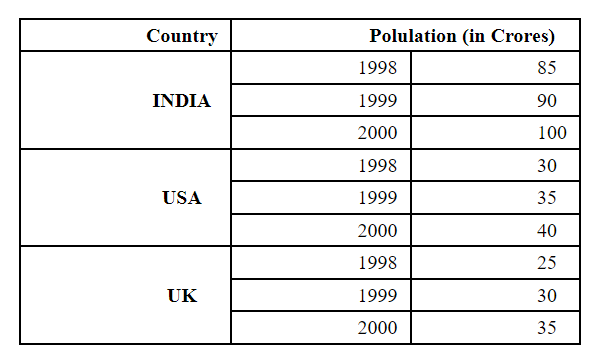 Country Polulation (in Crores)
1998 85
INDIA 1999 90
2000 100
1998 30
USA 1999 35
2000 40
1998 25
UK 1999 30
2000 35